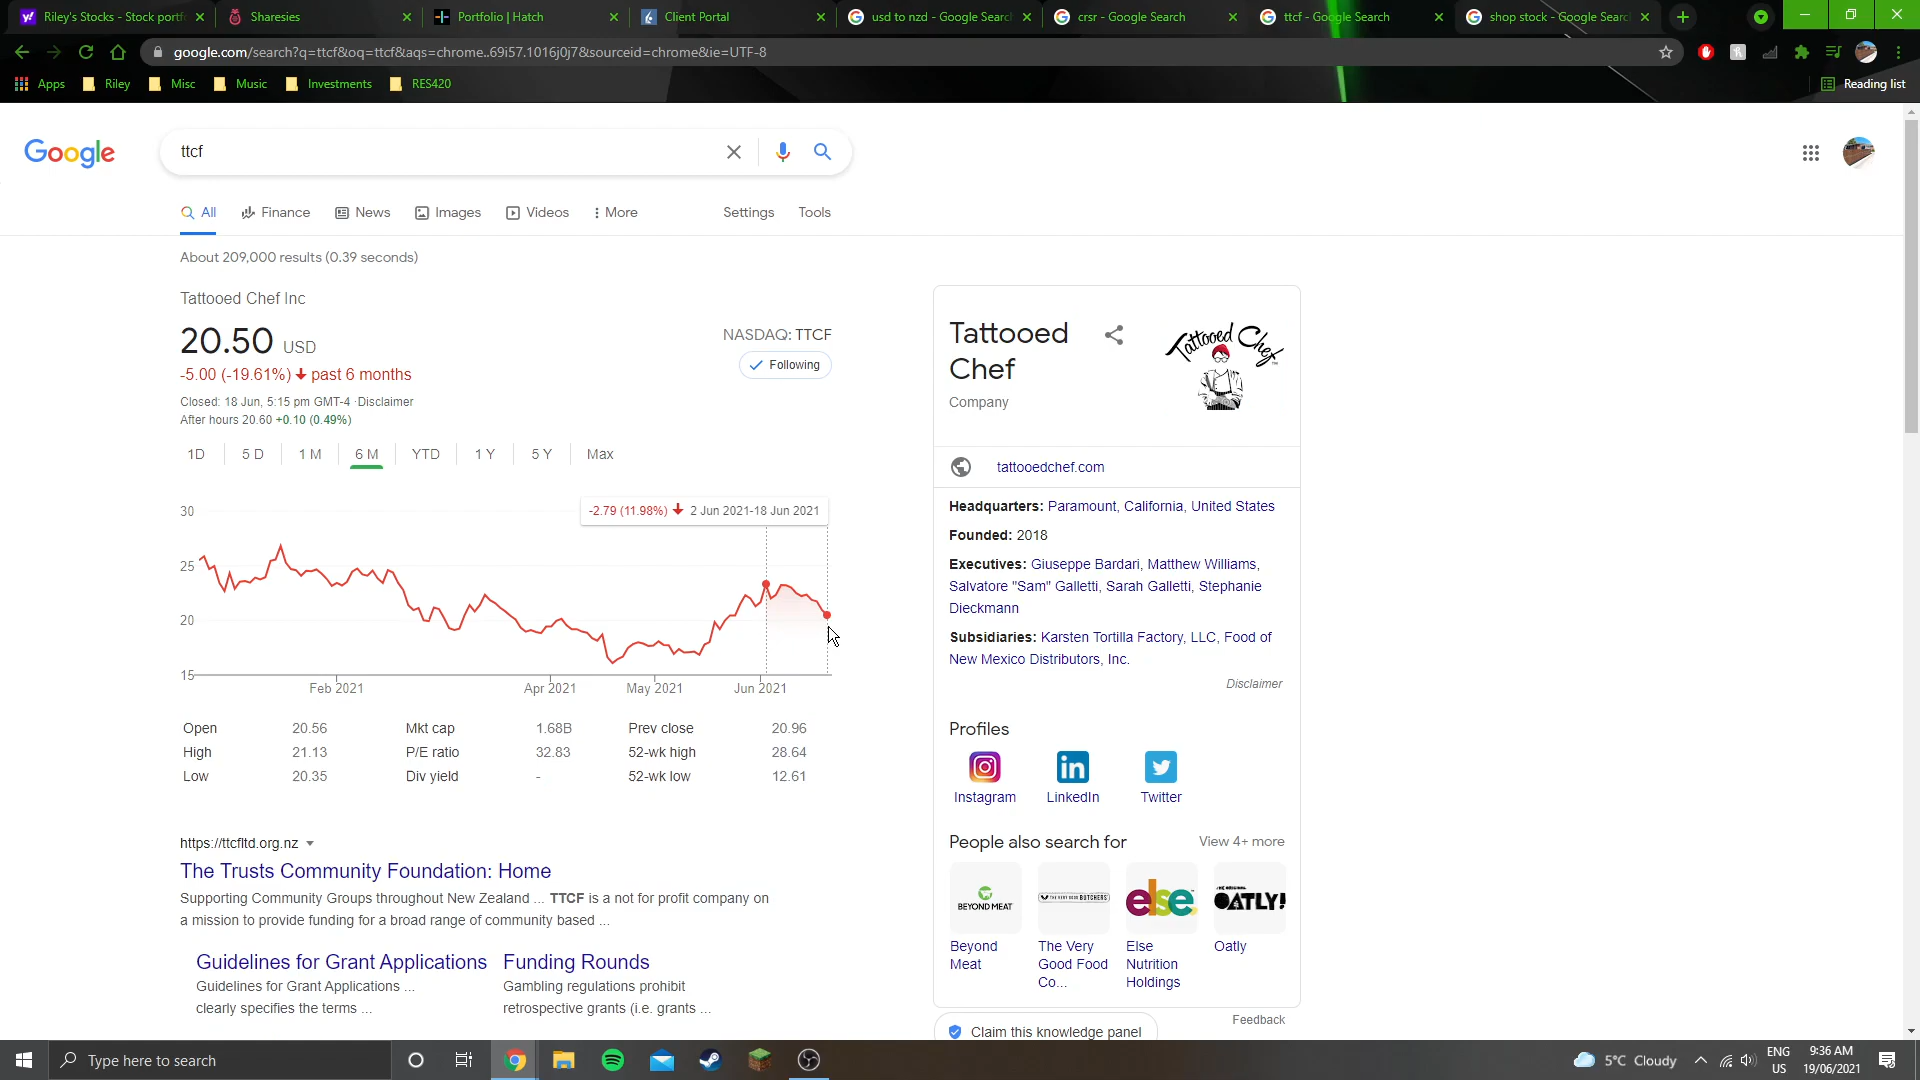 Riley's Stocks - Stock portf
Sharesies
Portfolio | Hatch
Client Portal
usd to nzd - Google Search
crsr - Google Search
ttcf - Google Search
shop stock - Google Searc
google.com/search?q=ttcf&oq=ttcf&aqs=chrome..69i57.1016j0j7&sourceid=chrome&ie=UTF-8
Apps
Riley
Misc
Music
Investments
RES420
Reading list
Google
ttcf
All
Finance
News
Images
Videos
More
Settings
Tools
About 209,000 results (0.39 seconds)
Tattooed Chef Inc
20.50 USD
NASDAQ: TTCF
Following
-5.00 (-19.61%) past 6 months
Closed: 18 Jun, 5:15 pm GMT-4 ·Disclaimer
After hours 20.60 +0.10 (0.49%)
1D
5 D
1 M
6 M
YTD
1 Y
5 Y
Max
-2.79 (11.98%) 2 Jun 2021-18 Jun 2021
30
25
20
15
Feb 2021
Apr 2021
May 2021
Jun 2021
Open 20.56 Mkt cap 1.68B Prev close 20.96
High 21.13 P/E ratio 32.83 52-wk high 28.64
Low 20.35 Div yield - 52-wk low 12.61
https://ttcfltd.org.nz
The Trusts Community Foundation: Home
Supporting Community Groups throughout New Zealand ... TTCF is a not for profit company on
a mission to provide funding for a broad range of community based ...
Guidelines for Grant Applications
Guidelines for Grant Applications ...
clearly specifies the terms ...
Funding Rounds
Gambling regulations prohibit
retrospective grants (i.e. grants ...
Tattooed
Chef
Company
Tattooed Chef
tattooedchef.com
Headquarters: Paramount, California, United States
Founded: 2018
Executives: Giuseppe Bardari, Matthew Williams,
Salvatore "Sam" Galletti, Sarah Galletti, Stephanie
Dieckmann
Subsidiaries: Karsten Tortilla Factory, LLC, Food of
New Mexico Distributors, Inc.
Disclaimer
Profiles
Instagram
LinkedIn
Twitter
People also search for
View 4+ more
BEYOND MEAT
THE VERY GOOD BUTCHERS
else
THE ORIGINAL
OATLY!
Beyond
Meat
The Very
Good Food
Co...
Else
Nutrition
Holdings
Oatly
Feedback
Claim this knowledge panel
Type here to search
5°C Cloudy
ENG
US
9:36 AM
19/06/2021